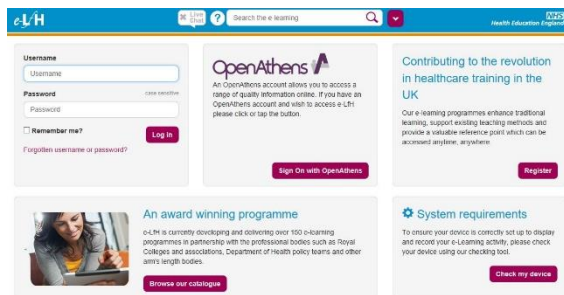 e-LfH
Live
Chat
?
Search the e learning
NHS
Health Education England
Username
Username
Password
case sensitive
Password
Remember me?
Log In
Forgotten username or password?
OpenAthens
An OpenAthens account allows you to access a
range of quality information online. If you have an
OpenAthens account and wish to access e-LfH
please click or tap the button.
Sign On with OpenAthens
Contributing to the revolution
in healthcare training in the
UK
Our e-learning programmes enhance traditional
learning, support existing teaching methods and
provide a valuable reference point which can be
accessed anytime, anywhere
Register
An award winning programme
e-LfH is currently developing and delivering over 150 e-learning
programmes in partnership with the professional bodies such as Royal
Colleges and associations, Department of Health policy teams and other
arm's length bodies.
Browse our catalogue
System requirements
To ensure your device is correctly set up to display
and record your e-Learning activity, please check
your device using our checking tool.
Check my device